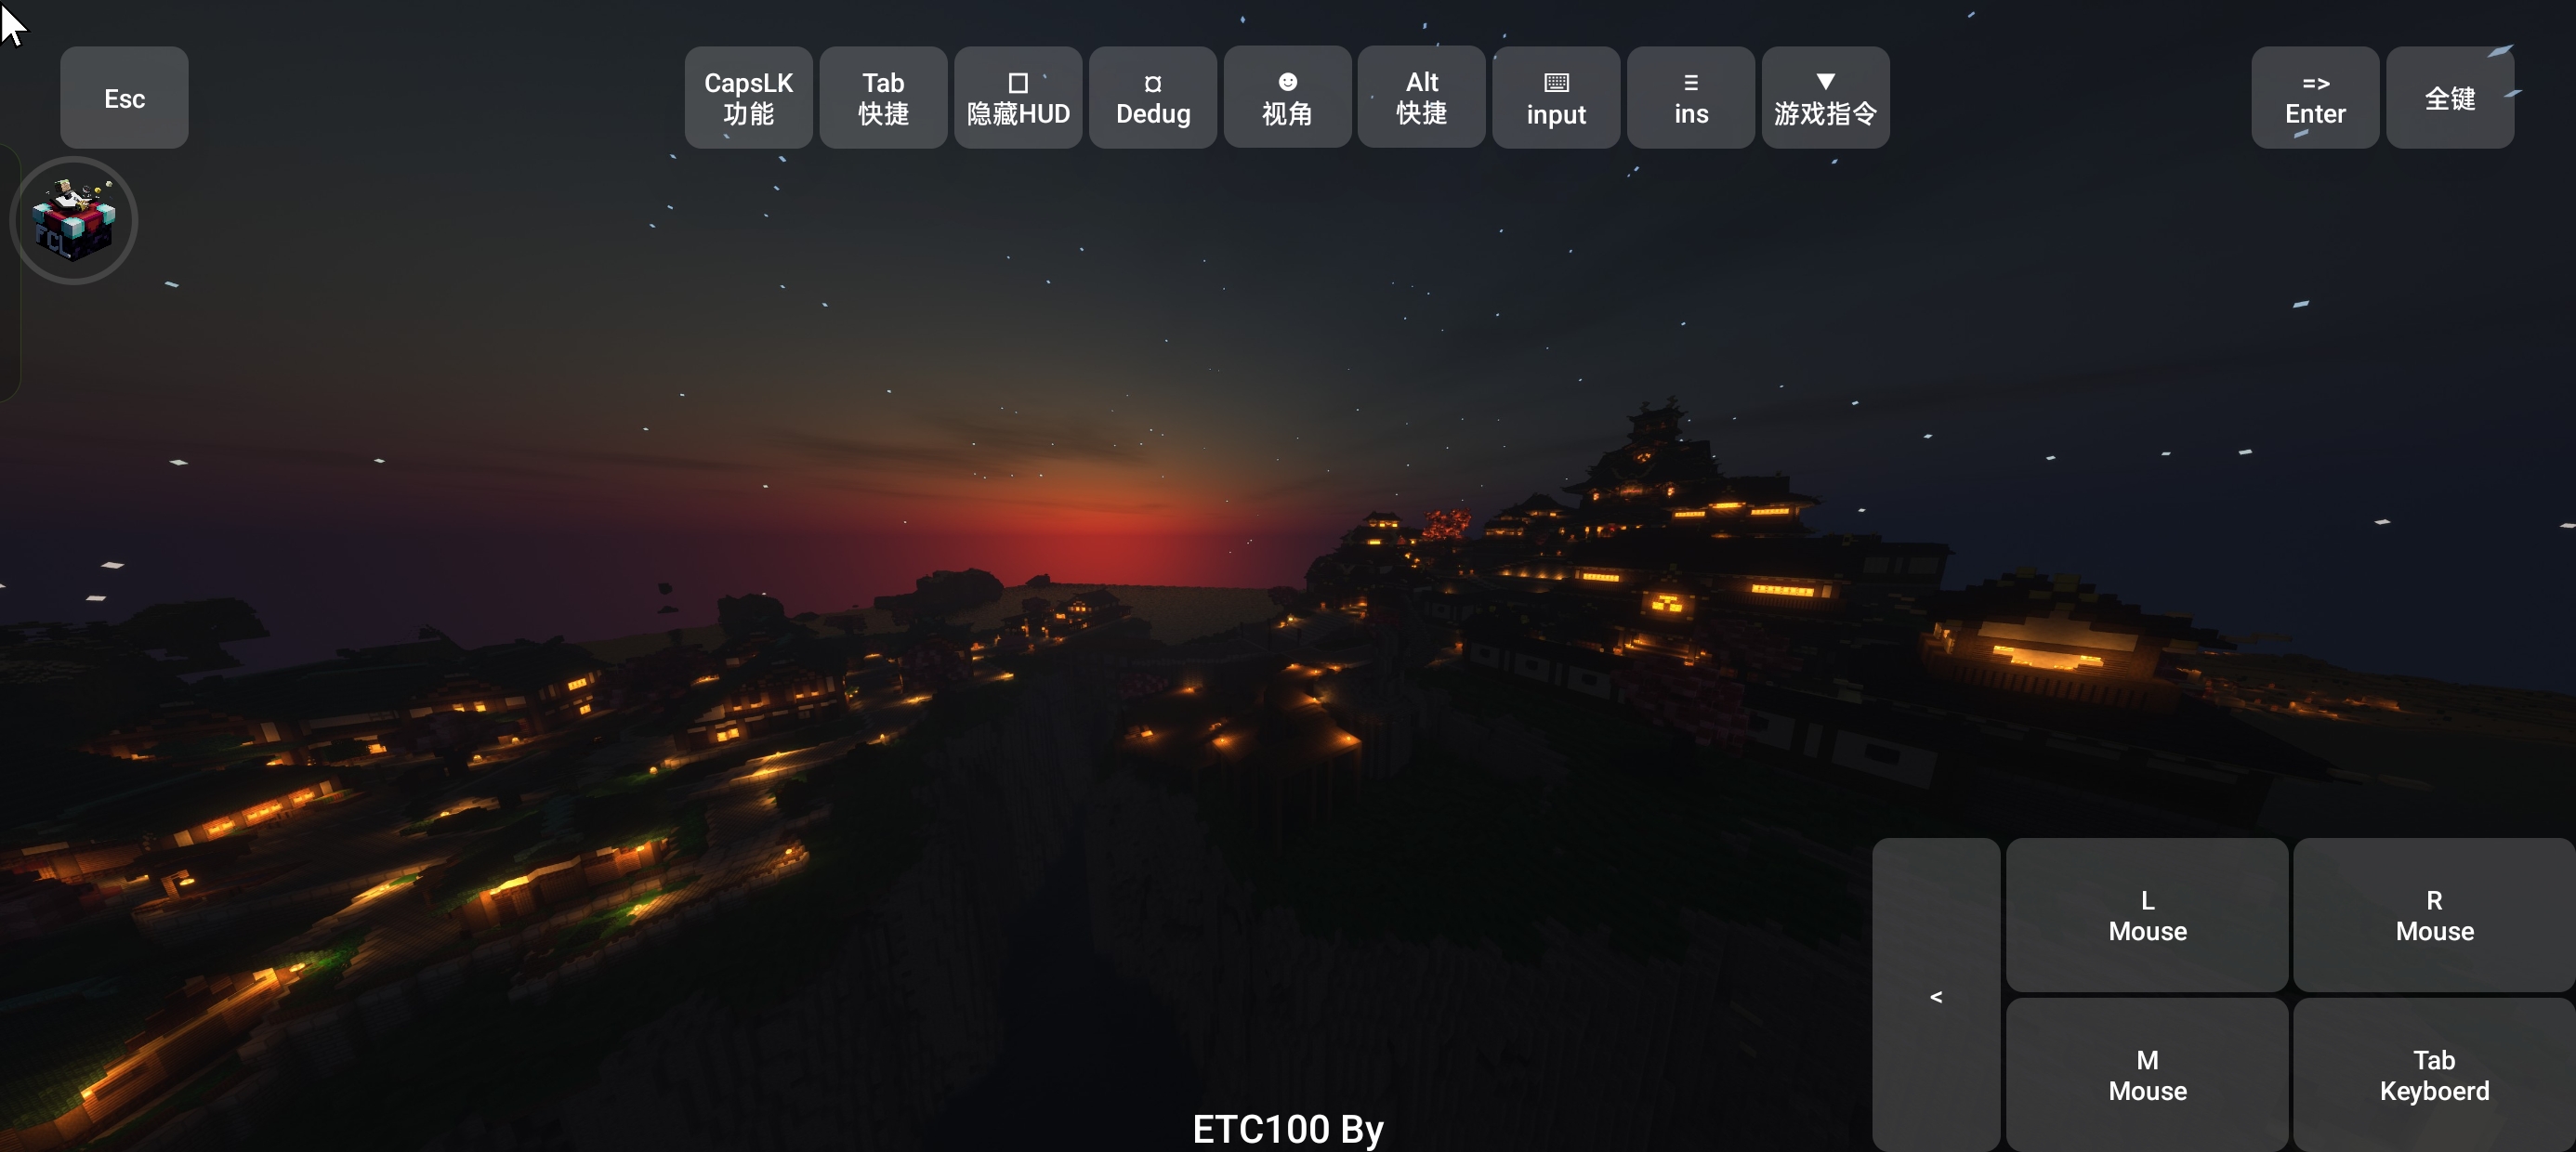 Esc
CapsLK
功能
Tab
快捷
隐藏HUD
Dedug
视角
Alt
快捷
input
ins
▼
游戏指令
=>
Enter
全键
FCL
<
L
Mouse
R
Mouse
M
Mouse
Tab
Keyboerd
ETC100 By